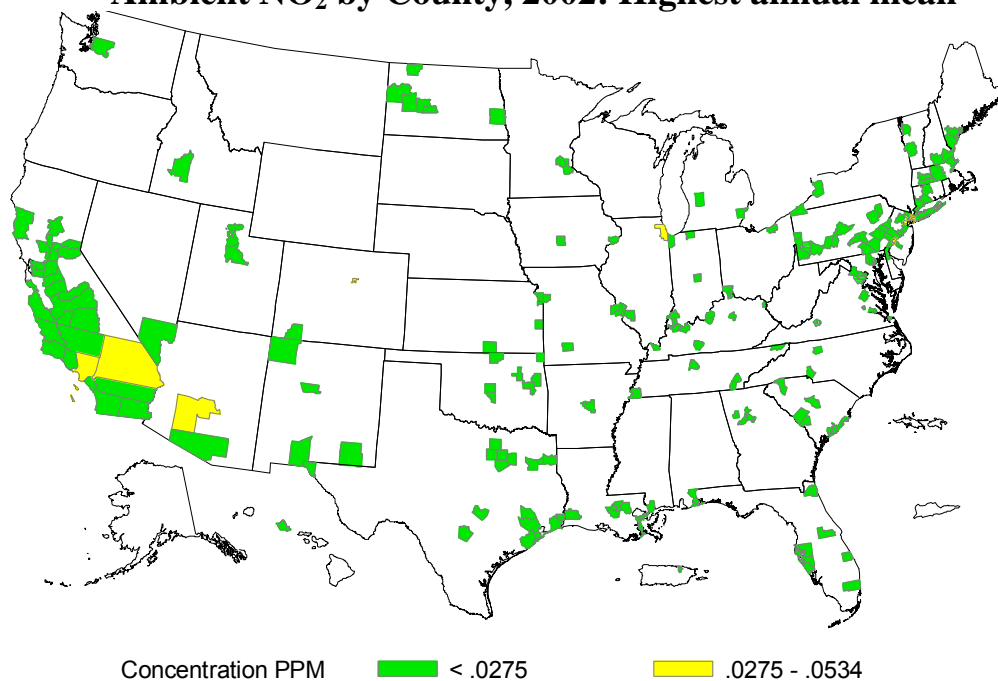 Ambient NO₂ by County, 2002: Highest annual mean
Concentration PPM < .0275 .0275 - .0534